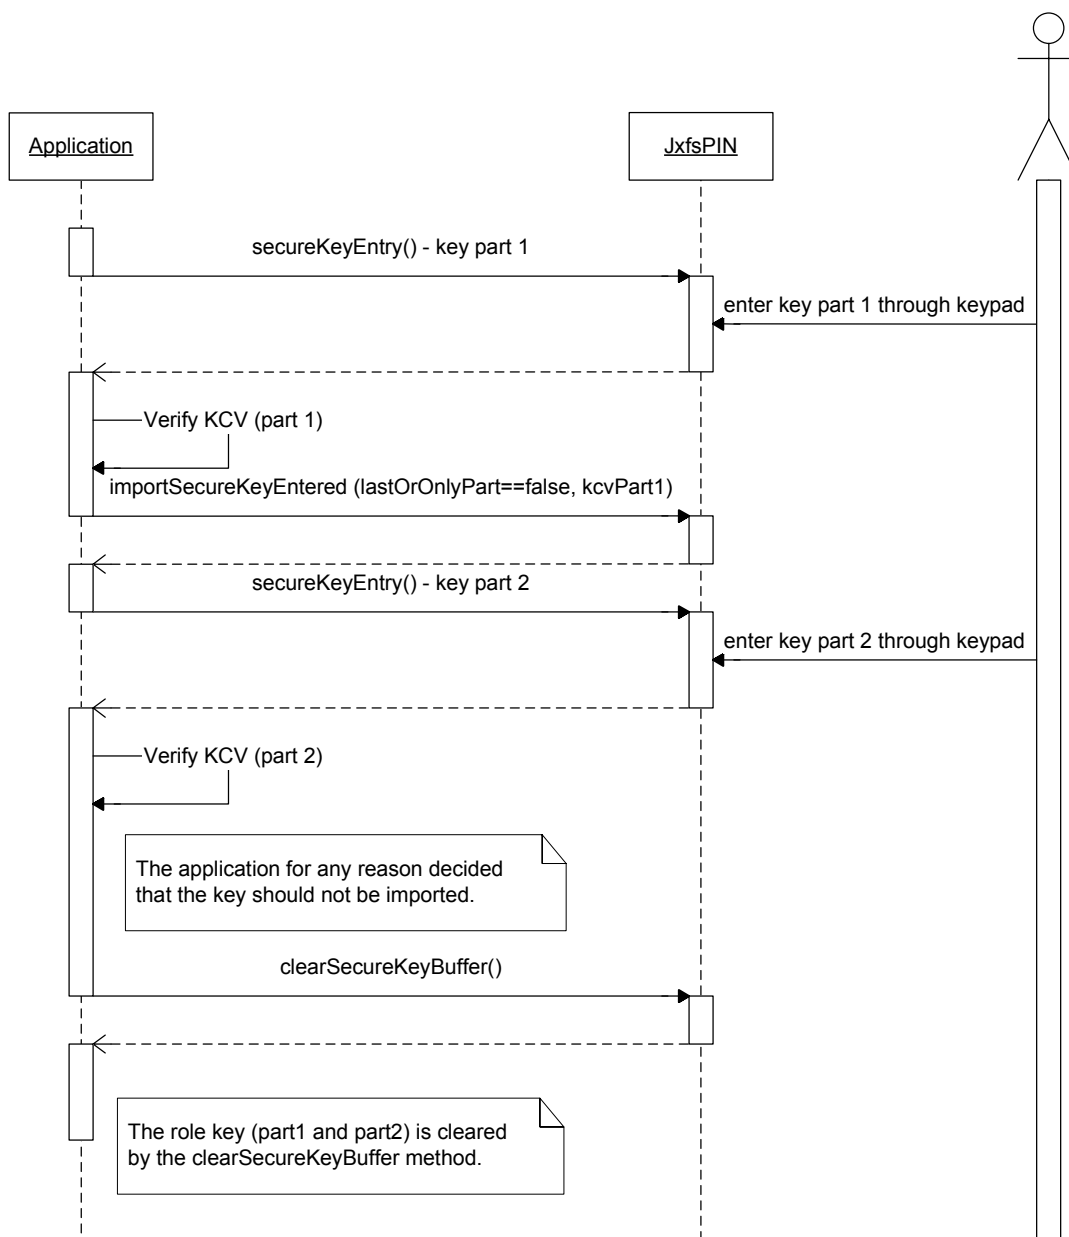 Application
JxfsPIN
secureKeyEntry() - key part 1
enter key part 1 through keypad
Verify KCV (part 1)
importSecureKeyEntered (lastOrOnlyPart==false, kcvPart1)
secureKeyEntry() - key part 2
enter key part 2 through keypad
Verify KCV (part 2)
The application for any reason decided
that the key should not be imported.
clearSecureKeyBuffer()
The role key (part1 and part2) is cleared
by the clearSecureKeyBuffer method.